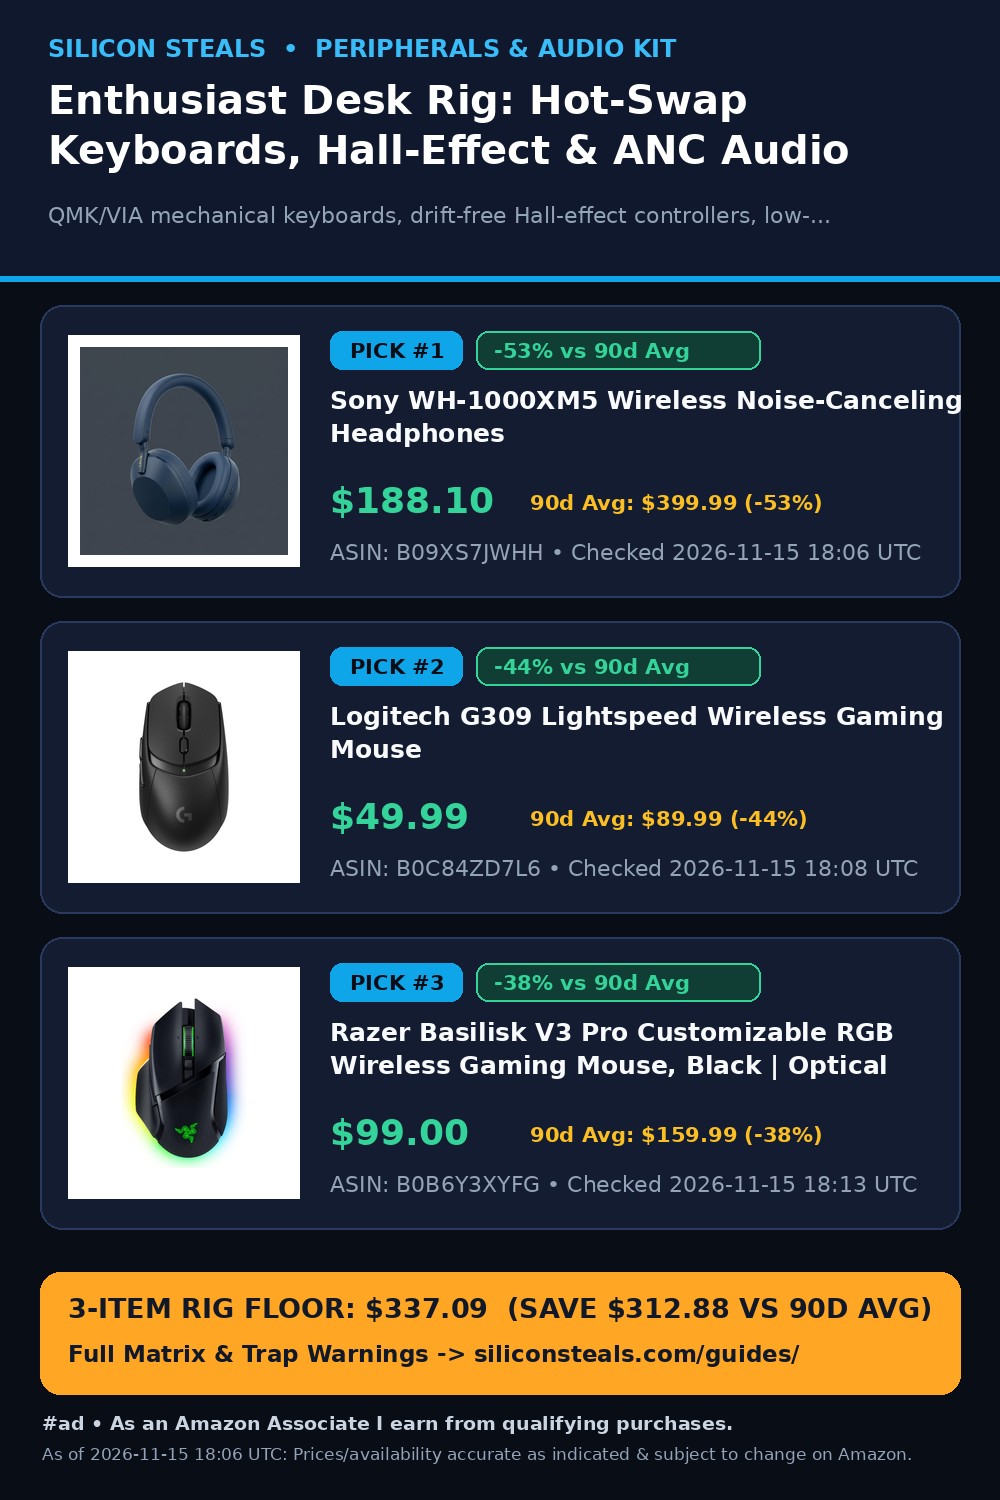 SILICON STEALS • PERIPHERALS & AUDIO KIT
Enthusiast Desk Rig: Hot-Swap
Keyboards, Hall-Effect & ANC Audio
QMK/VIA mechanical keyboards, drift-free Hall-effect controllers, low-...
PICK #1
-53% vs 90d Avg
Sony WH-1000XM5 Wireless Noise-Canceling
Headphones
$188.10
90d Avg: $399.99 (-53%)
ASIN: B09XS7JWHH • Checked 2026-11-15 18:06 UTC
PICK #2
-44% vs 90d Avg
Logitech G309 Lightspeed Wireless Gaming
Mouse
$49.99
90d Avg: $89.99 (-44%)
ASIN: B0C84ZD7L6 • Checked 2026-11-15 18:08 UTC
PICK #3
-38% vs 90d Avg
Razer Basilisk V3 Pro Customizable RGB
Wireless Gaming Mouse, Black | Optical
$99.00
90d Avg: $159.99 (-38%)
ASIN: B0B6Y3XYFG • Checked 2026-11-15 18:13 UTC
3-ITEM RIG FLOOR: $337.09 (SAVE $312.88 VS 90D AVG)
Full Matrix & Trap Warnings -> siliconsteals.com/guides/
#ad • As an Amazon Associate I earn from qualifying purchases.
As of 2026-11-15 18:06 UTC: Prices/availability accurate as indicated & subject to change on Amazon.